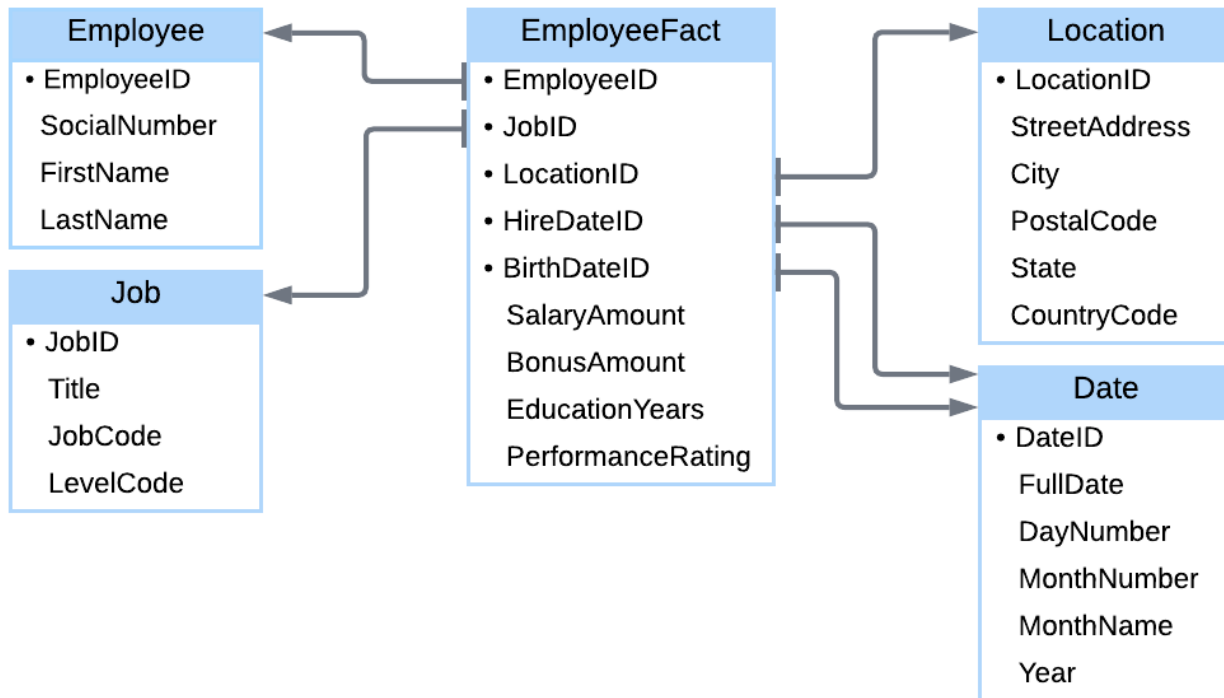 Employee
• EmployeeID
SocialNumber
FirstName
LastName
Job
• JobID
Title
JobCode
LevelCode
EmployeeFact
• EmployeeID
• JobID
• LocationID
• HireDateID
• BirthDateID
SalaryAmount
BonusAmount
EducationYears
PerformanceRating
Location
• LocationID
StreetAddress
City
PostalCode
State
CountryCode
Date
• DateID
FullDate
DayNumber
MonthNumber
MonthName
Year